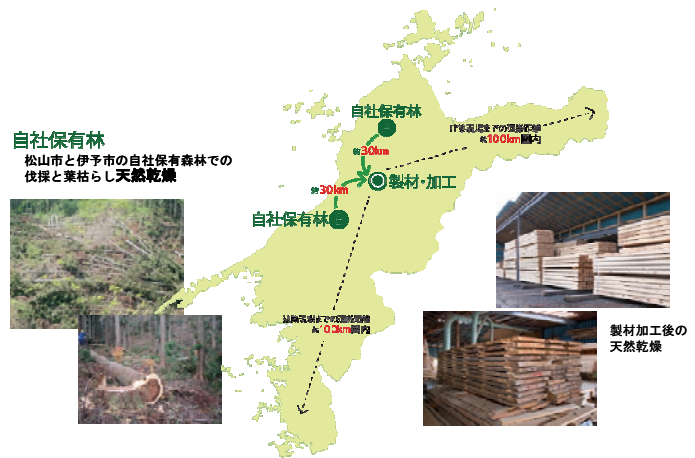 自社保有林
松山市と伊予市の自社保有森林での
伐採と葉枯らし天然乾燥
自社保有林
約30km
製材・加工
約30km
自社保有林
約100km圏内
約100km圏内
製材加工後の
天然乾燥